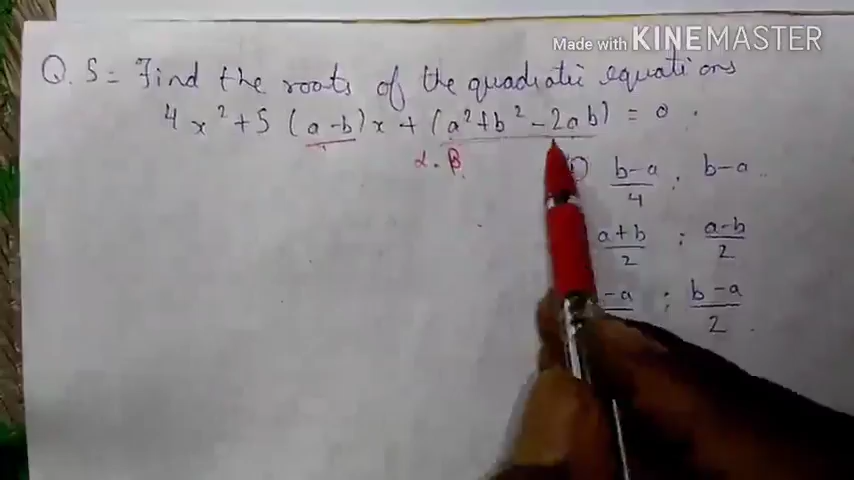 Made with KINEMASTER
Q. 5 = Find the roots of the quadratic equations
4x² + 5 (a-b)x + (a²+b²-2ab) = 0 .
α . β
b-a/4 , b-a
a+b/2 ; a-b/2
-a ; b-a/2 .